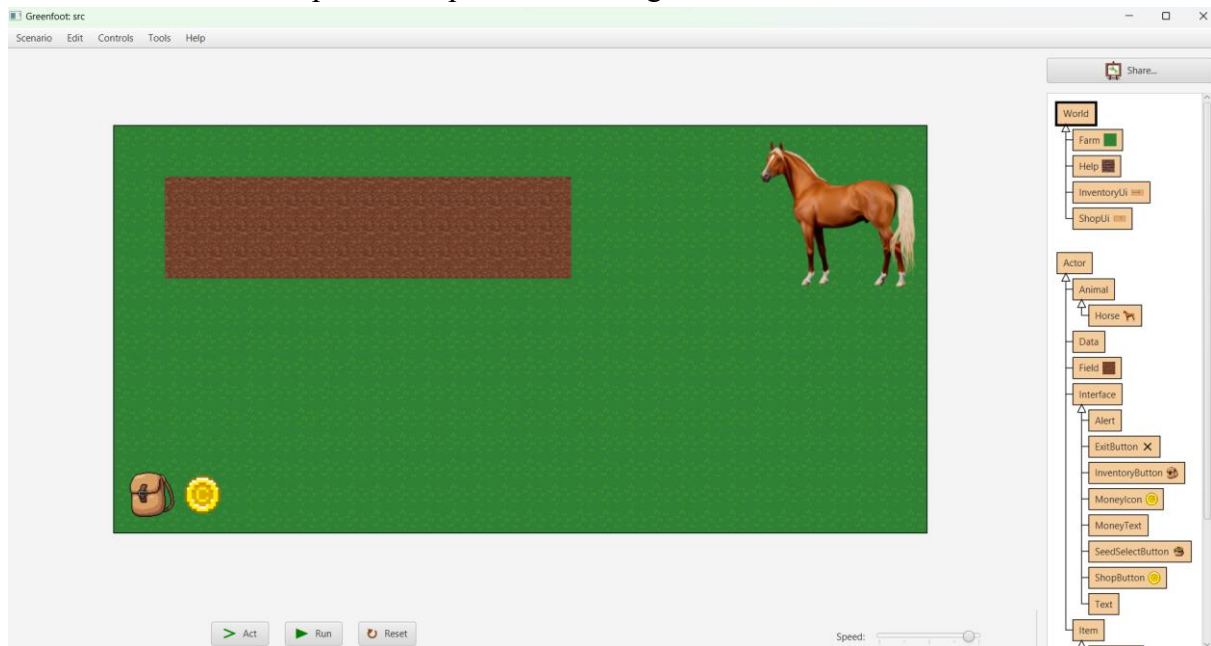 Greenfoot: src
Scenario Edit Controls Tools Help
Share...
World
Farm
Help
InventoryUi
ShopUi
Actor
Animal
Horse
Data
Field
Interface
Alert
ExitButton
InventoryButton
MoneyIcon
MoneyText
SeedSelectButton
ShopButton
Text
Item
Act Run Reset
Speed: